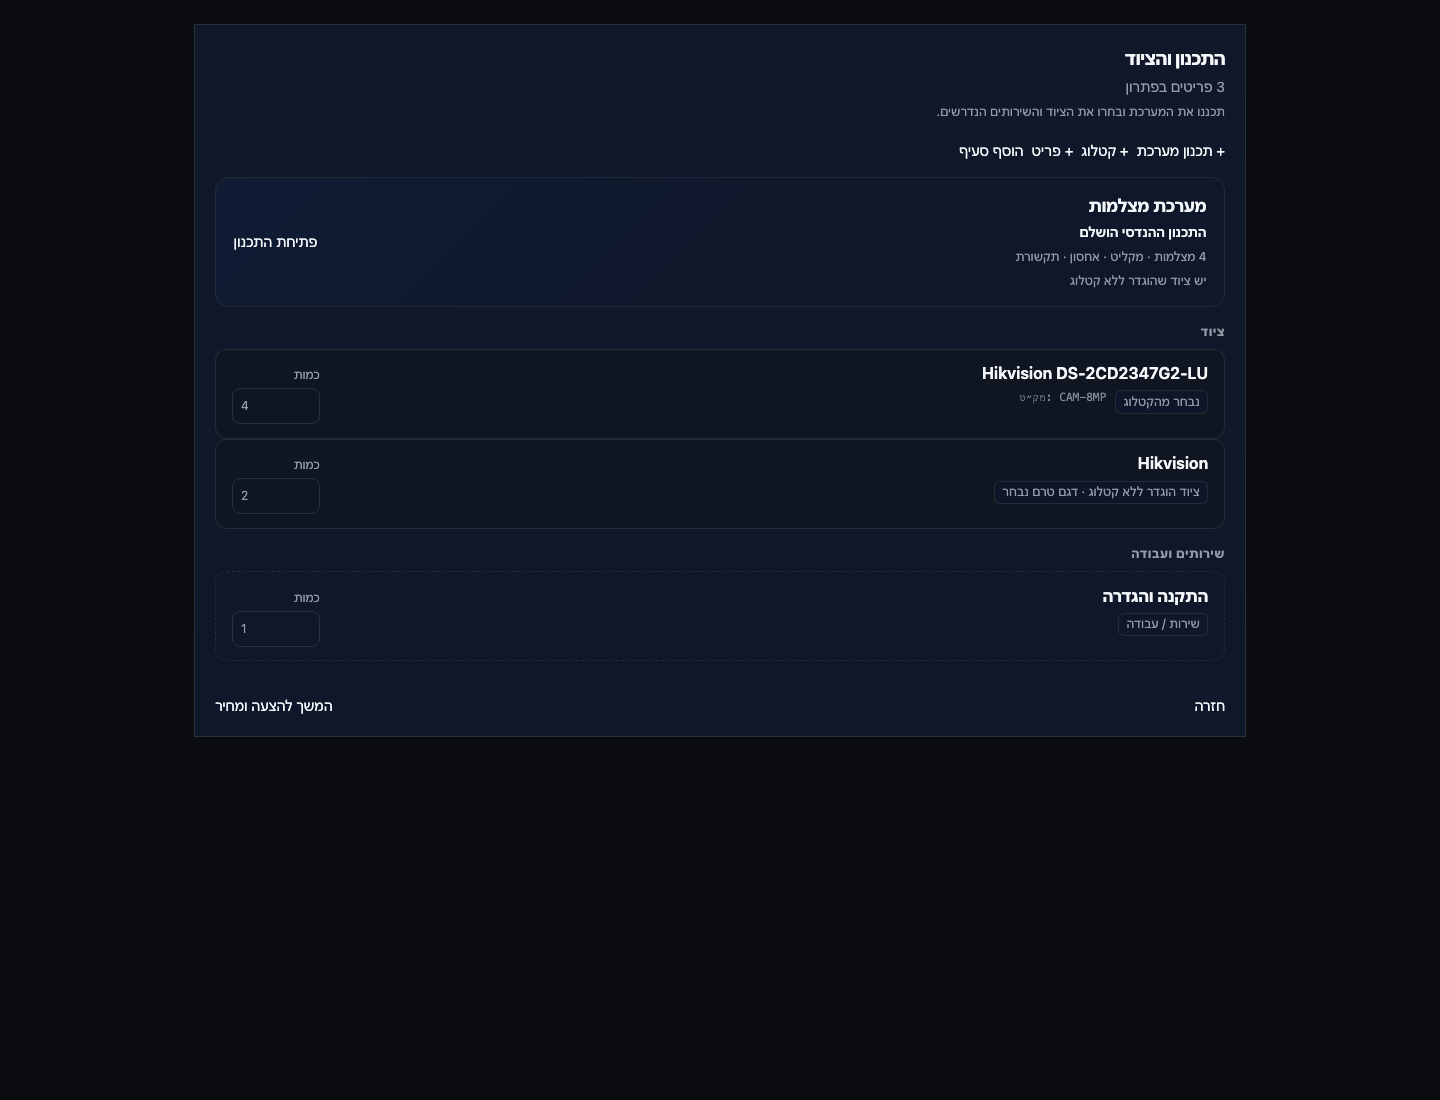 התכנון והציוד
3 פריטים בפתרון
תכננו את המערכת ובחרו את הציוד והשירותים הנדרשים.
+ תכנון מערכת + קטלוג + פריט הוסף סעיף
מערכת מצלמות
התכנון ההנדסי הושלם
4 מצלמות · מקליט · אחסון · תקשורת
יש ציוד שהוגדר ללא קטלוג
פתיחת התכנון
ציוד
Hikvision DS-2CD2347G2-LU
נבחר מהקטלוג מק״ט: CAM-8MP
כמות
4
Hikvision
ציוד הוגדר ללא קטלוג · דגם טרם נבחר
כמות
2
שירותים ועבודה
התקנה והגדרה
שירות / עבודה
כמות
1
חזרה
המשך להצעה ומחיר